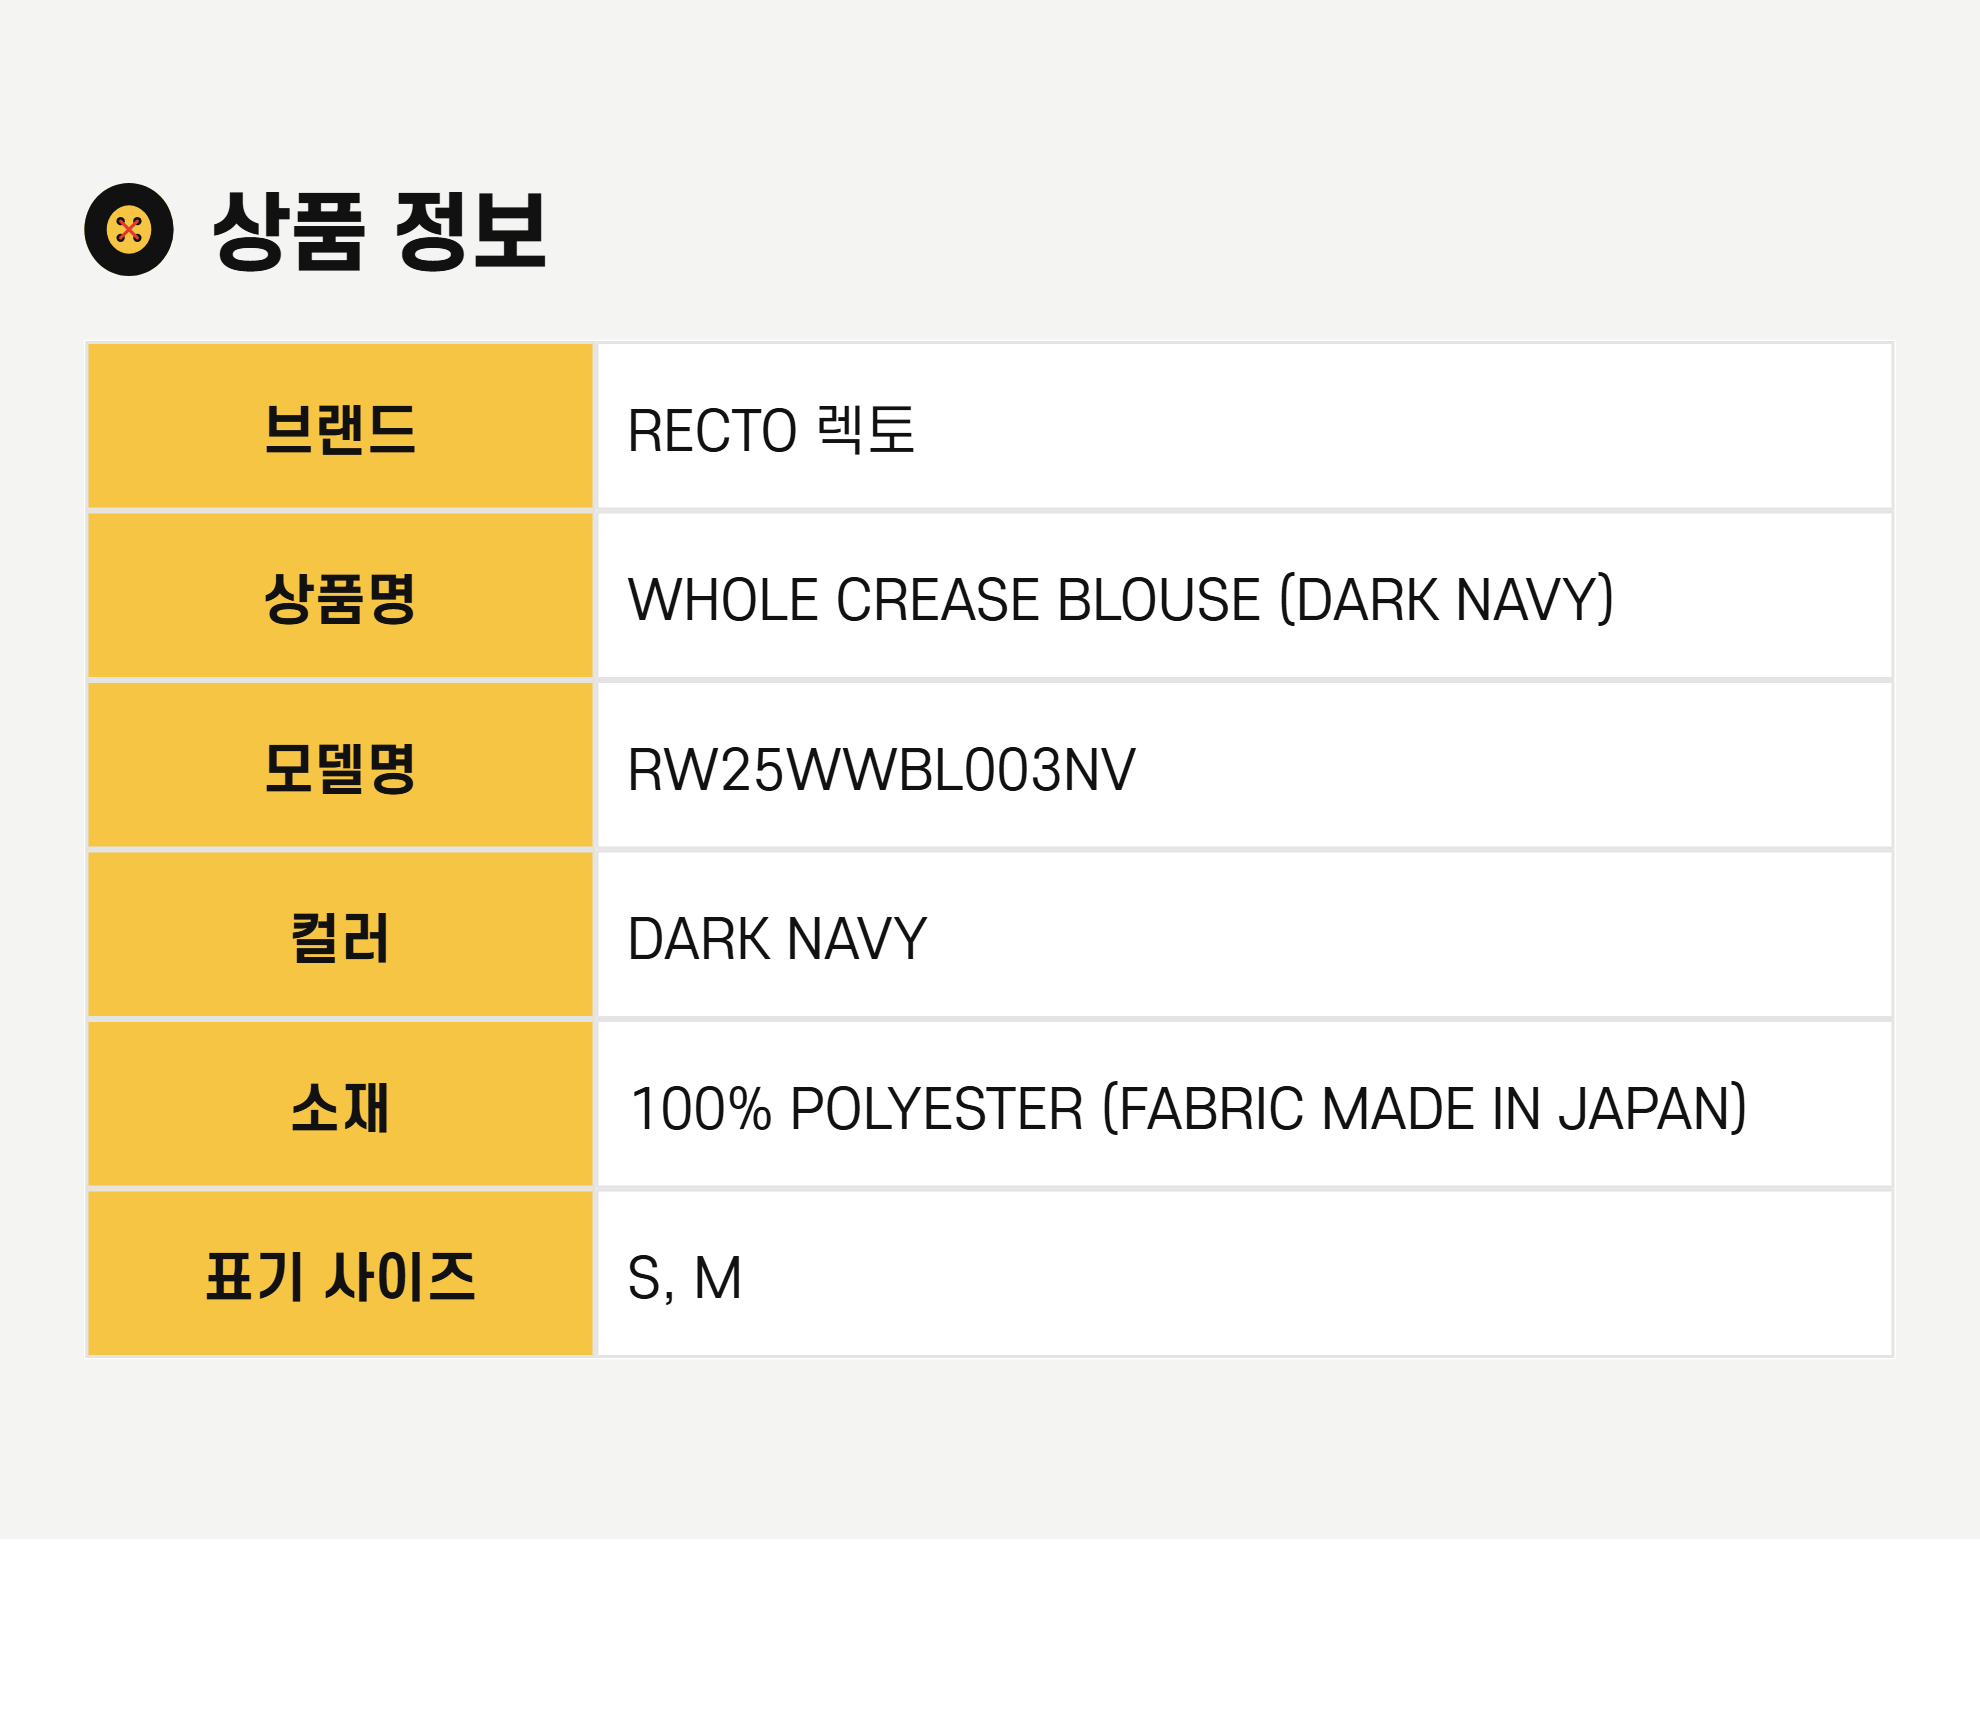 상품 정보
브랜드 RECTO 렉토
상품명 WHOLE CREASE BLOUSE (DARK NAVY)
모델명 RW25WWBL003NV
컬러 DARK NAVY
소재 100% POLYESTER (FABRIC MADE IN JAPAN)
표기 사이즈 S, M